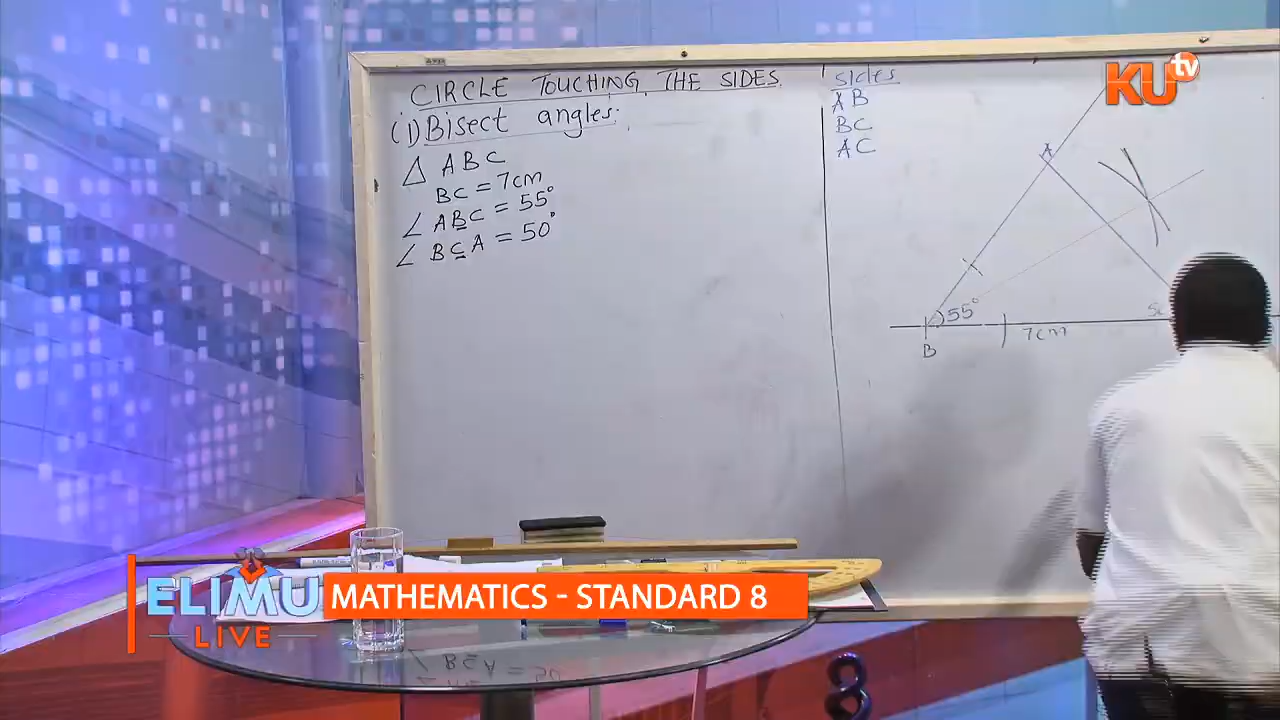 CIRCLE TOUCHING THE SIDES
(i) Bisect angles:
△ ABC
BC = 7cm
∠ ABC = 55°
∠ BCA = 50°
sides
AB
BC
AC
A
55°
7cm
B
KU tv
ELIMU
LIVE
MATHEMATICS - STANDARD 8